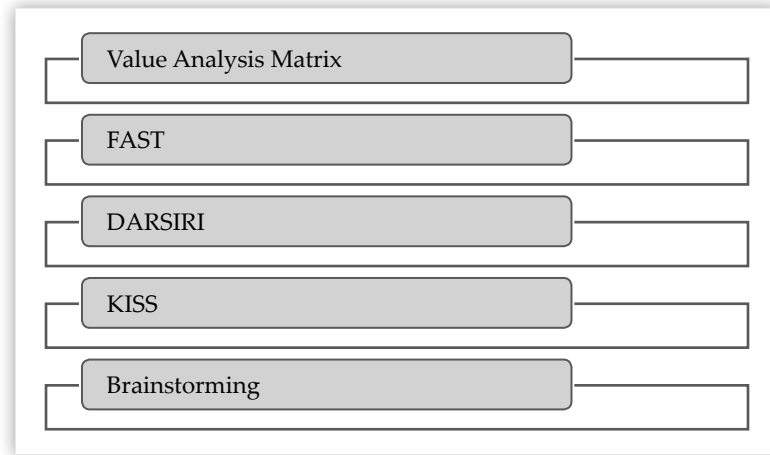 Value Analysis Matrix
FAST
DARSIRI
KISS
Brainstorming